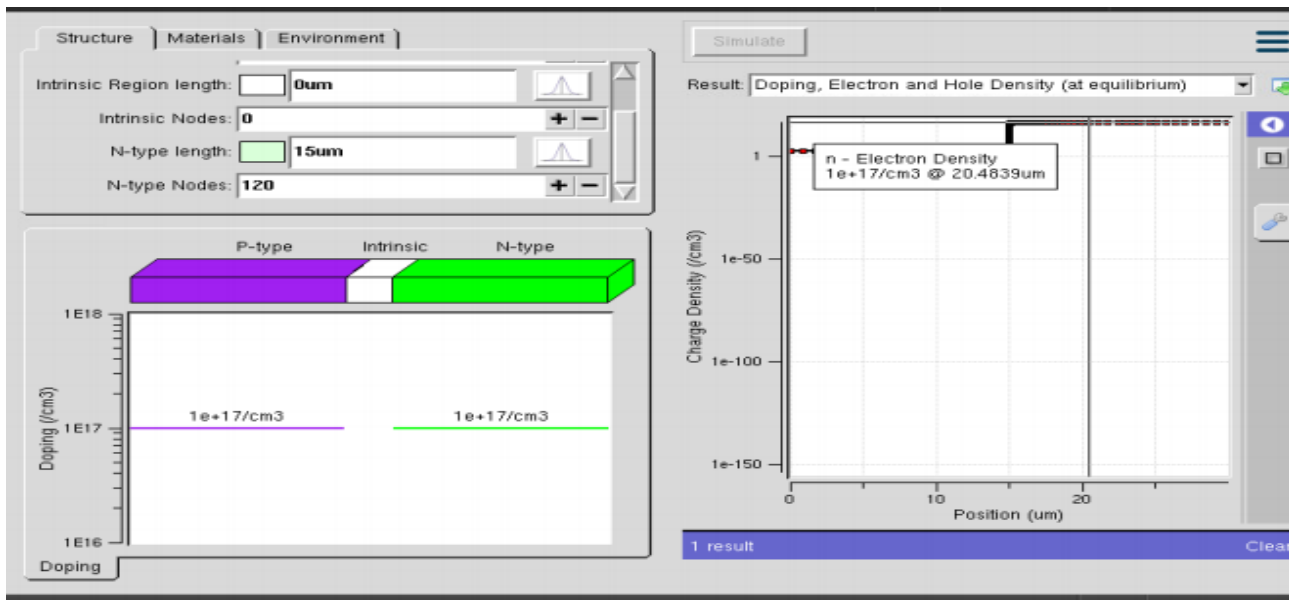 Structure Materials Environment
Intrinsic Region length: 0um
Intrinsic Nodes: 0
N-type length: 15um
N-type Nodes: 120
P-type Intrinsic N-type
1E18
1E17
1E16
Doping (/cm3)
1e+17/cm3 1e+17/cm3
Doping
Simulate
Result: Doping, Electron and Hole Density (at equilibrium)
n - Electron Density
1e+17/cm3 @ 20.4839um
1
1e-50
1e-100
1e-150
Charge Density (/cm3)
0 10 20
Position (um)
1 result Clear